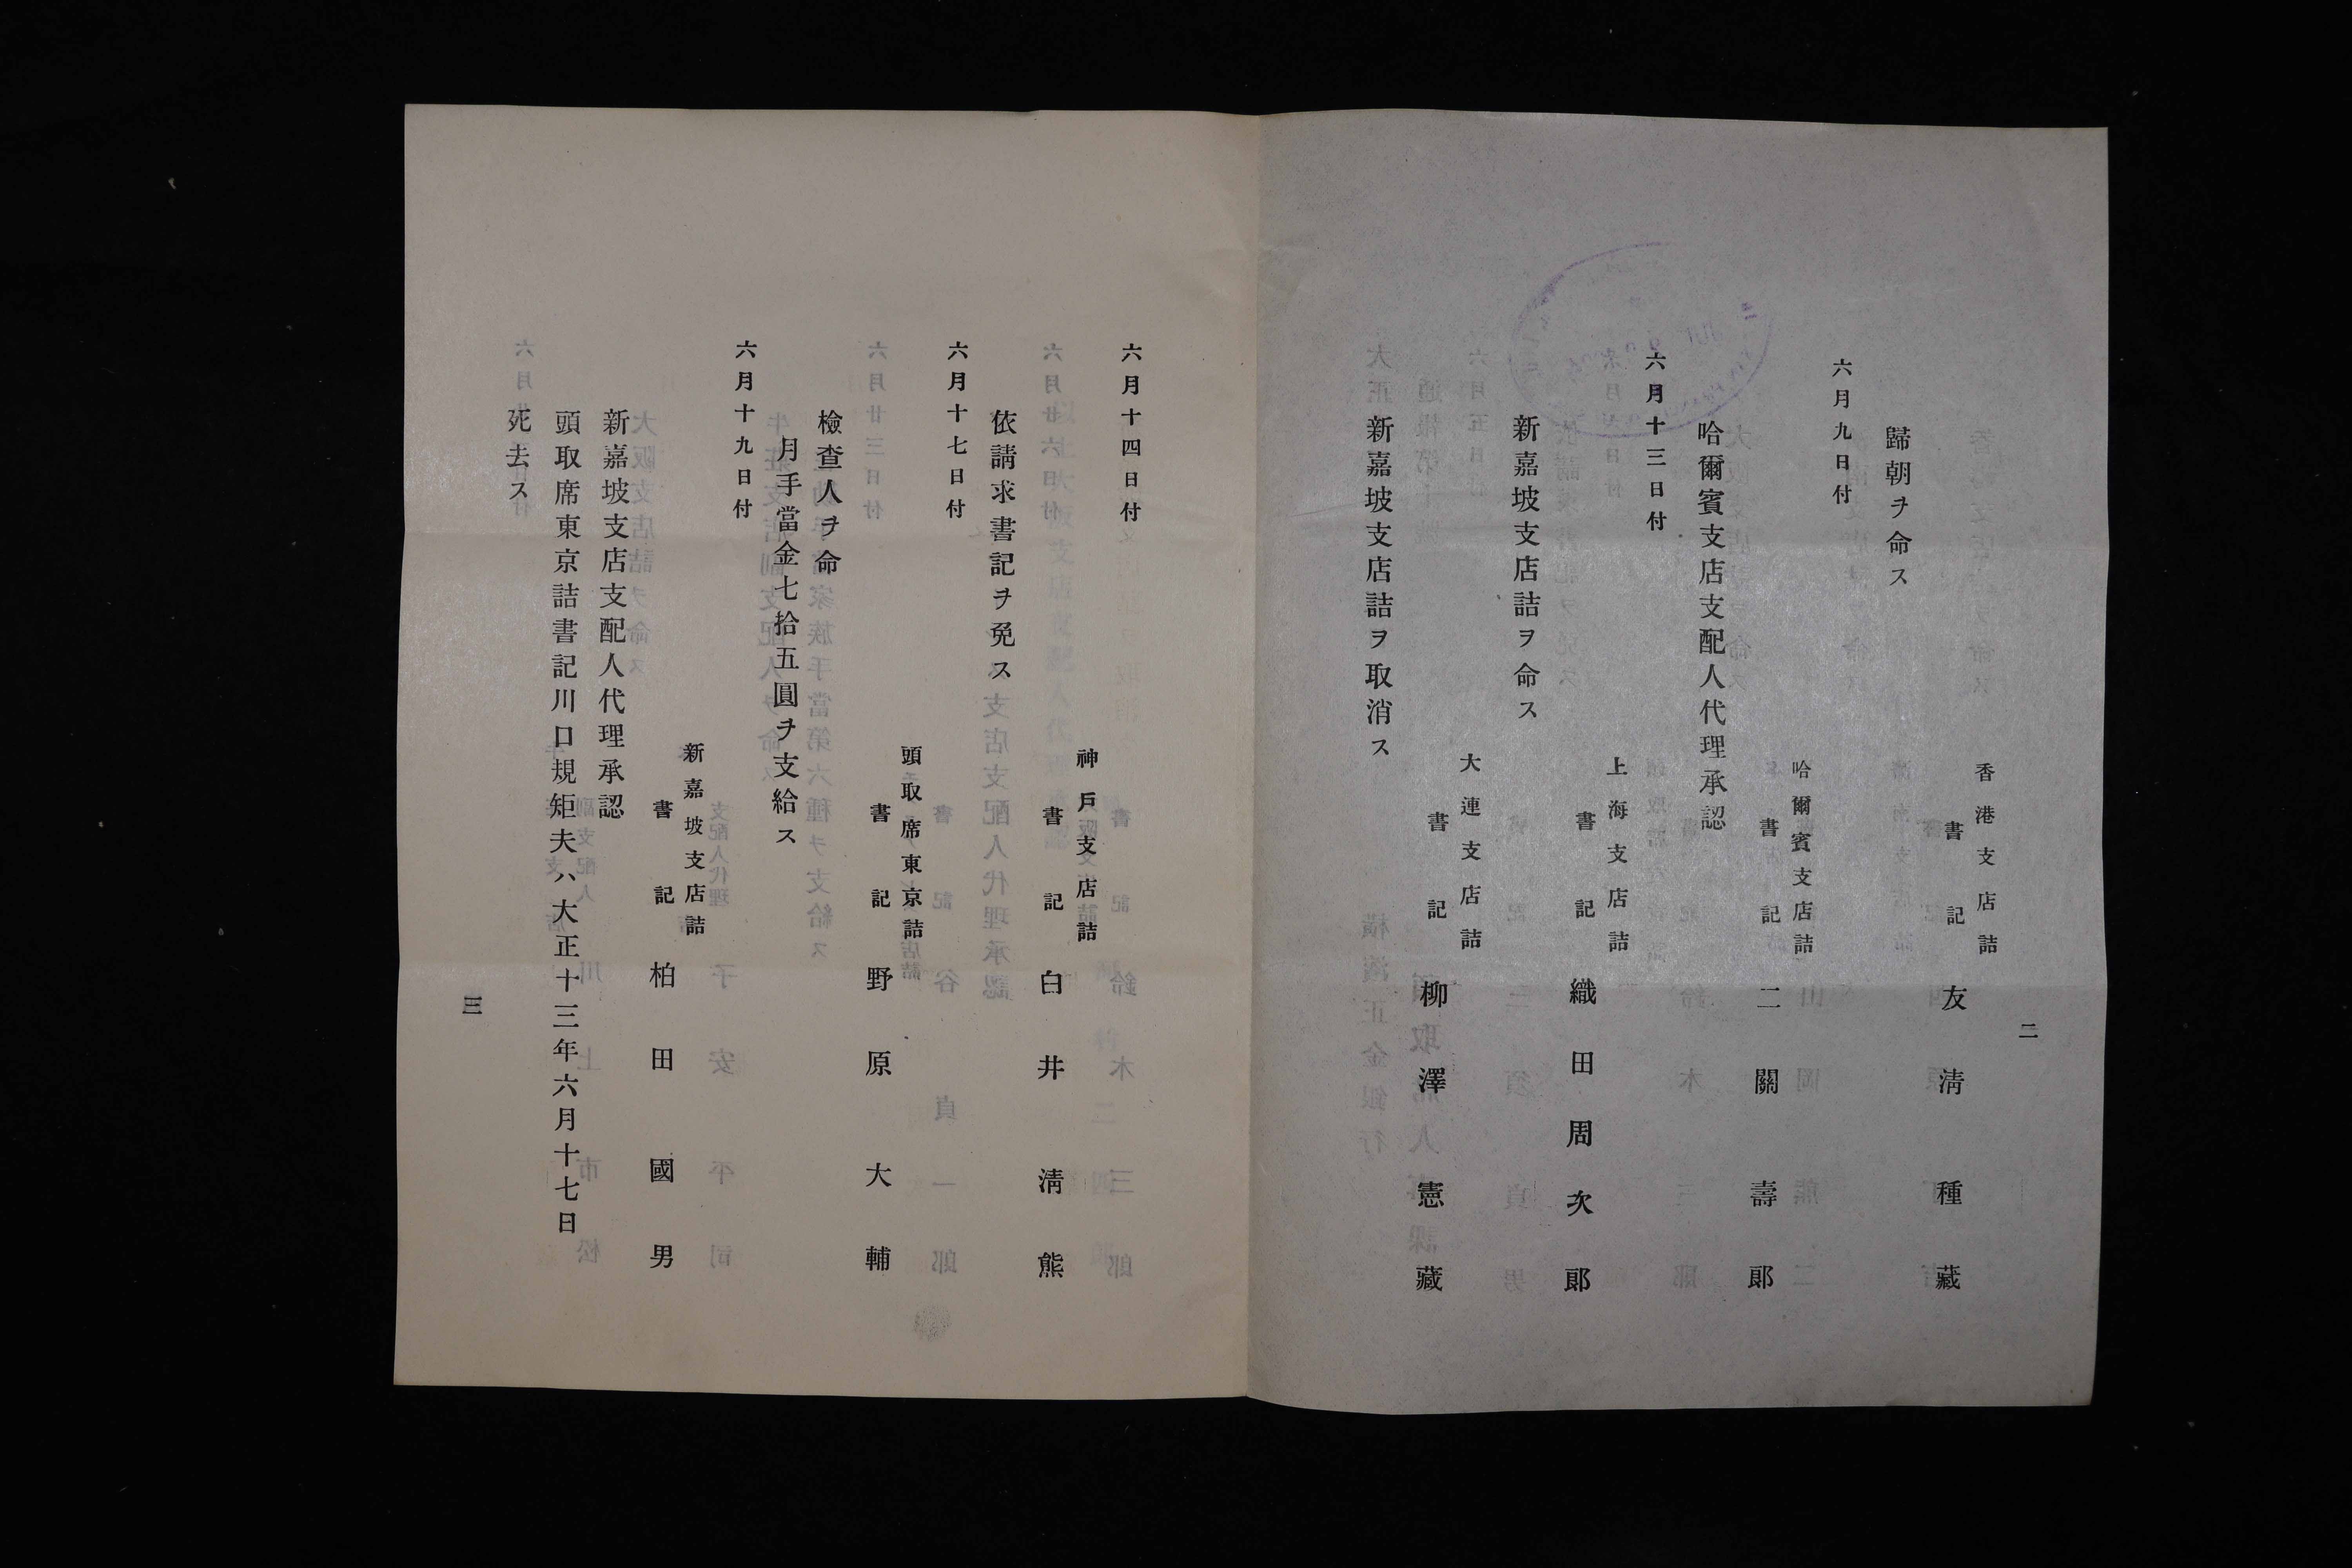 二
香港支店詰
書記 友淸種藏
歸朝ヲ命ス
六月九日付
哈爾賓支店詰
書記 二關壽郞
哈爾賓支店支配人代理承認
六月十三日付
上海支店詰
書記 織田周次郞
新嘉坡支店詰ヲ命ス
大連支店詰
書記 柳澤憲藏
新嘉坡支店詰ヲ取消ス
六月十四日付
神戶支店詰
書記 白井淸熊
依請求書記ヲ免ス
六月十七日付
頭取席東京詰
書記 野原大輔
檢査人ヲ命
月手當金七拾五圓ヲ支給ス
六月十九日付
新嘉坡支店詰
書記 柏田國男
新嘉坡支店支配人代理承認
頭取席東京詰書記川口規矩夫ハ大正十三年六月十七日
死去ス
三